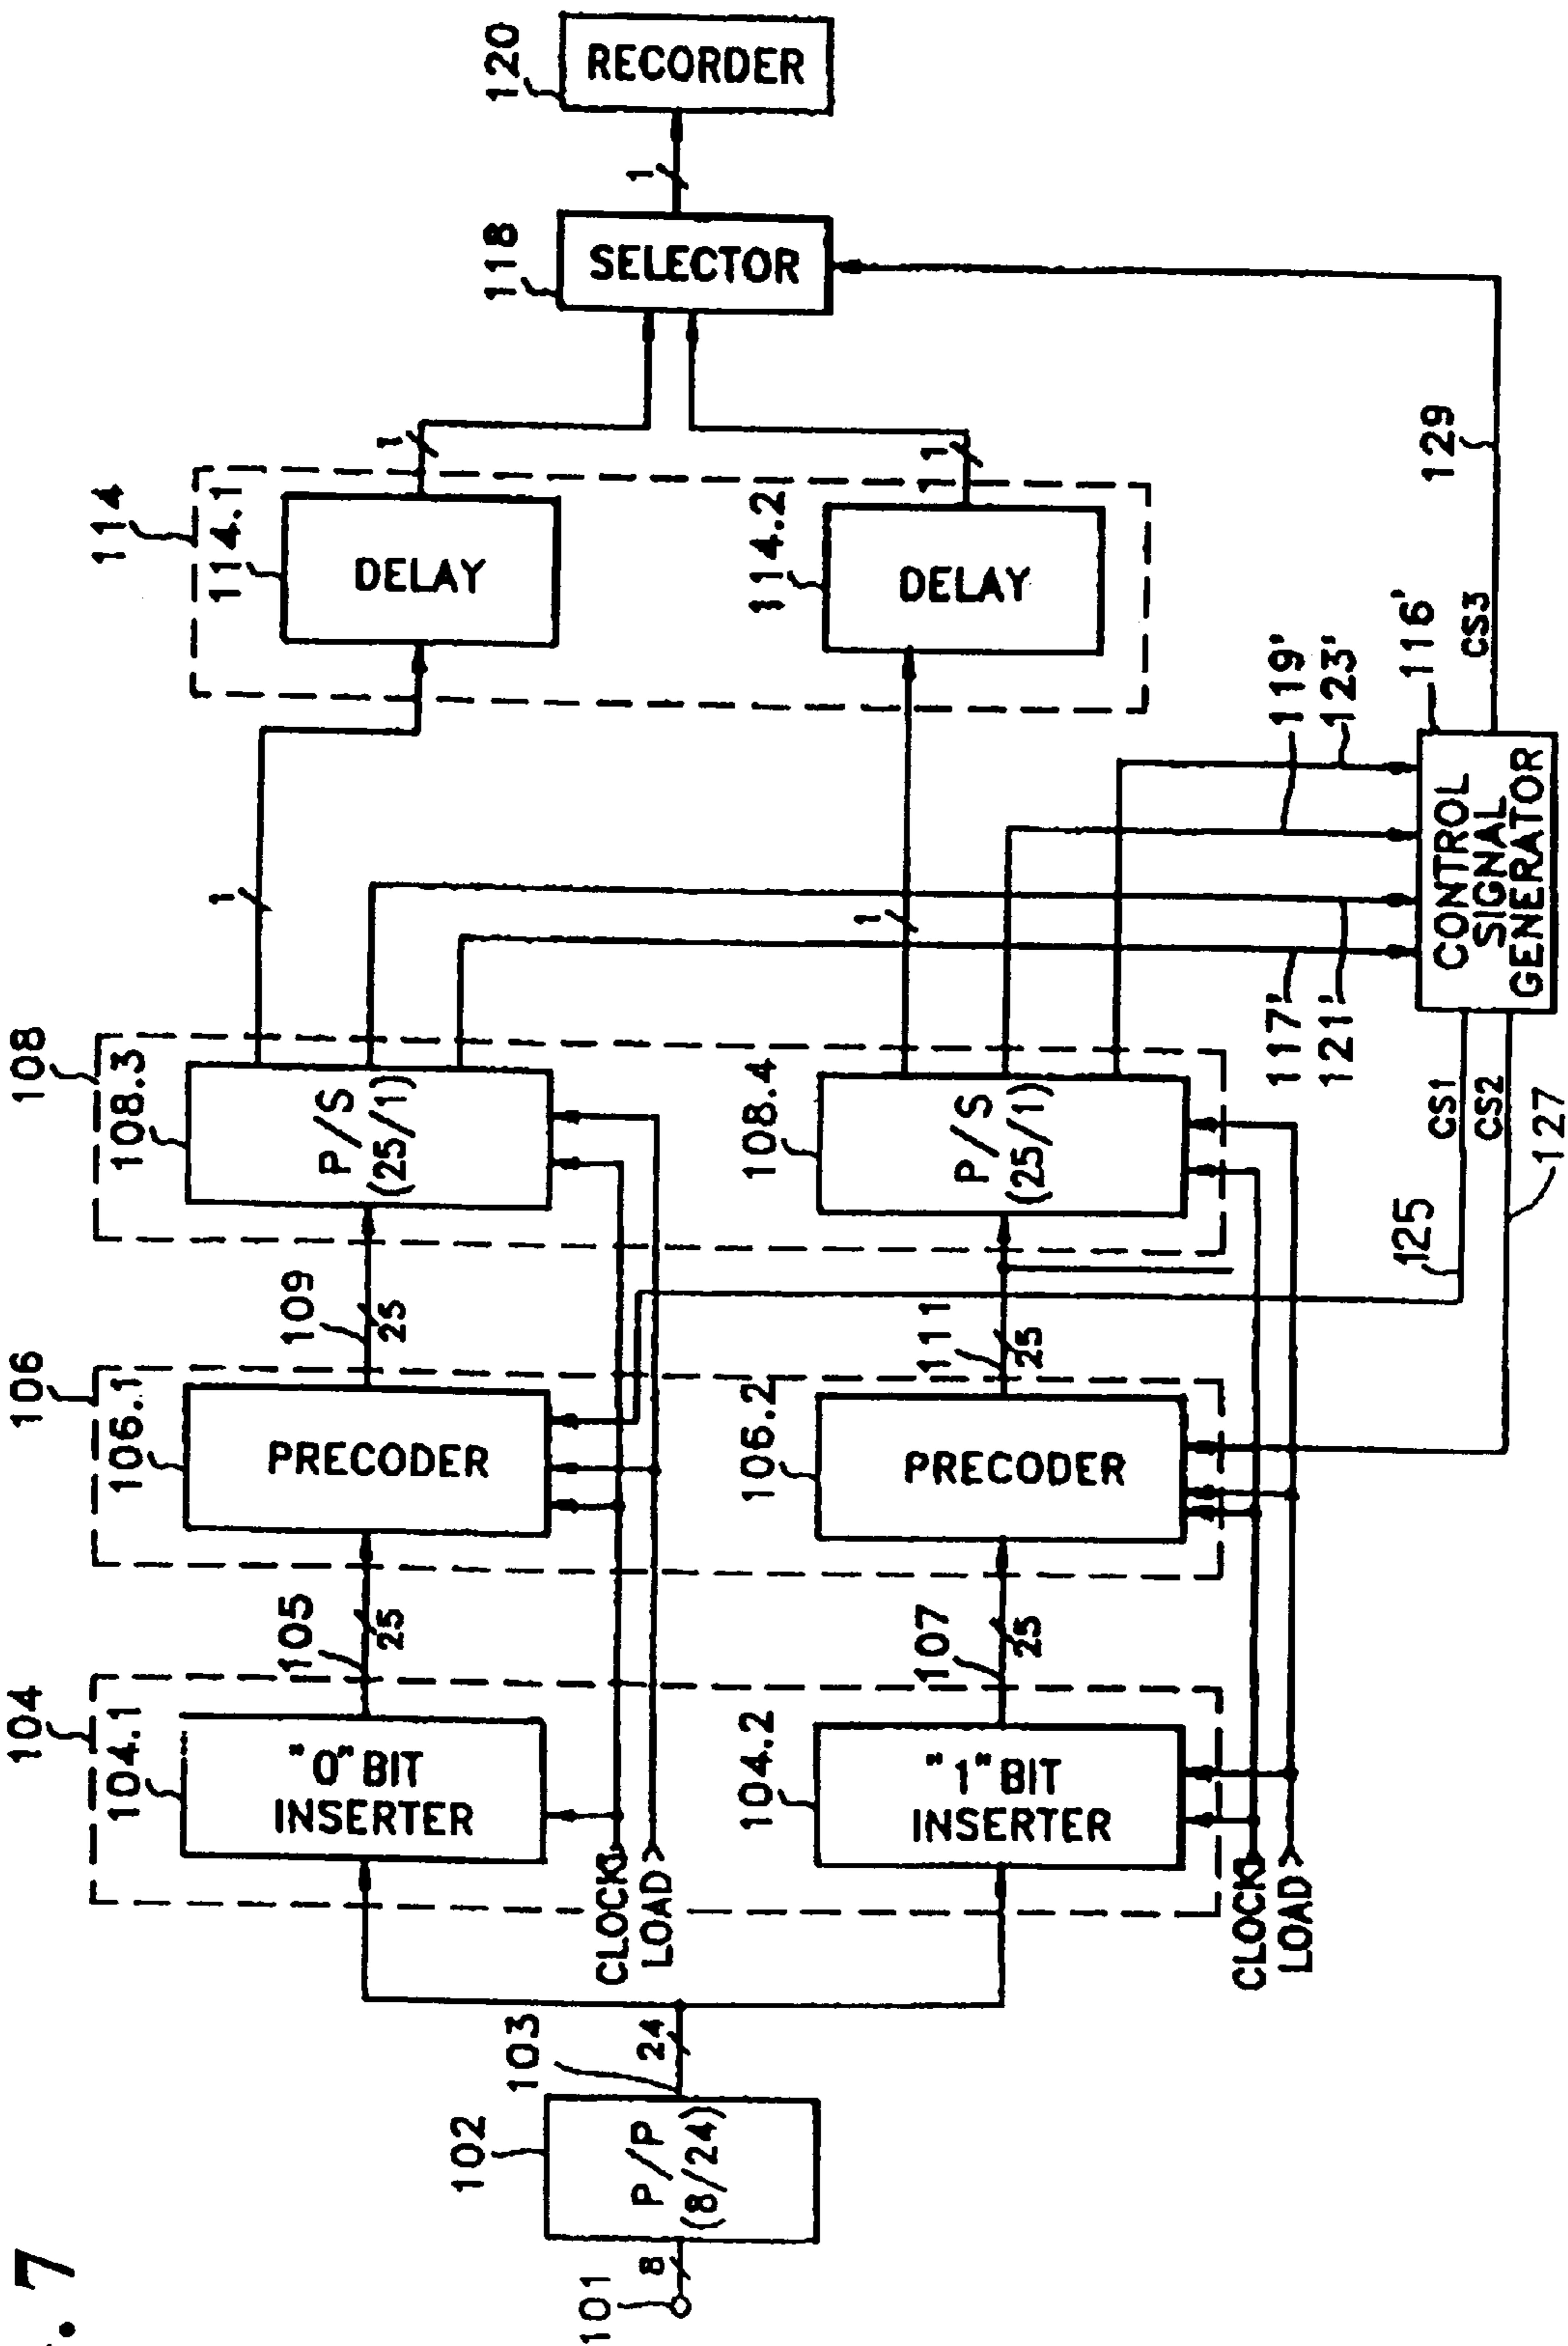 . 7
101
8
102
P/P
(8/24)
103
24
104
104.1
"0" BIT
INSERTER
CLOCK
LOAD
104.2
"1" BIT
INSERTER
CLOCK
LOAD
105
25
107
25
106
106.1
PRECODER
106.2
PRECODER
109
25
111
25
108
108.3
P/S
(25/1)
108.4
P/S
(25/1)
1
1
125
CS1
CS2
127
117'
121'
119'
123'
116'
CONTROL
SIGNAL
GENERATOR
CS3
129
114
114.1
DELAY
114.2
DELAY
1
1
118
SELECTOR
1
120
RECORDER